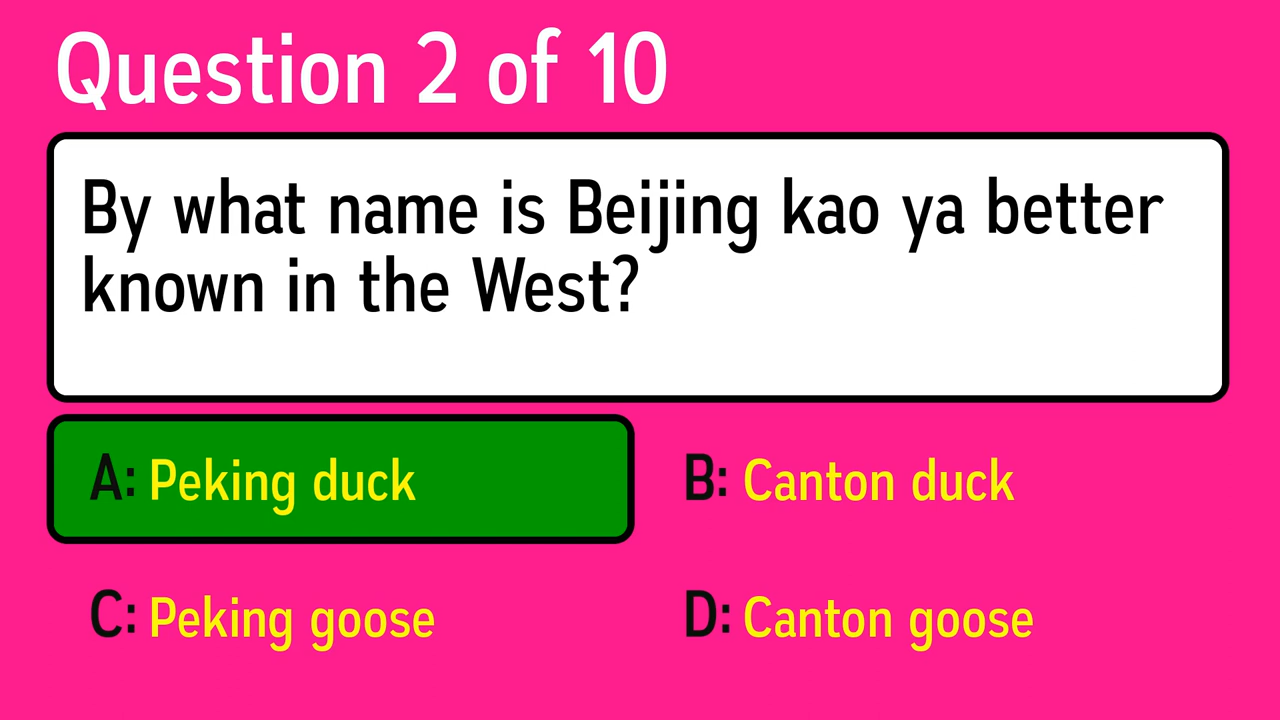 Question 2 of 10
By what name is Beijing kao ya better
known in the West?
A: Peking duck
B: Canton duck
C: Peking goose
D: Canton goose